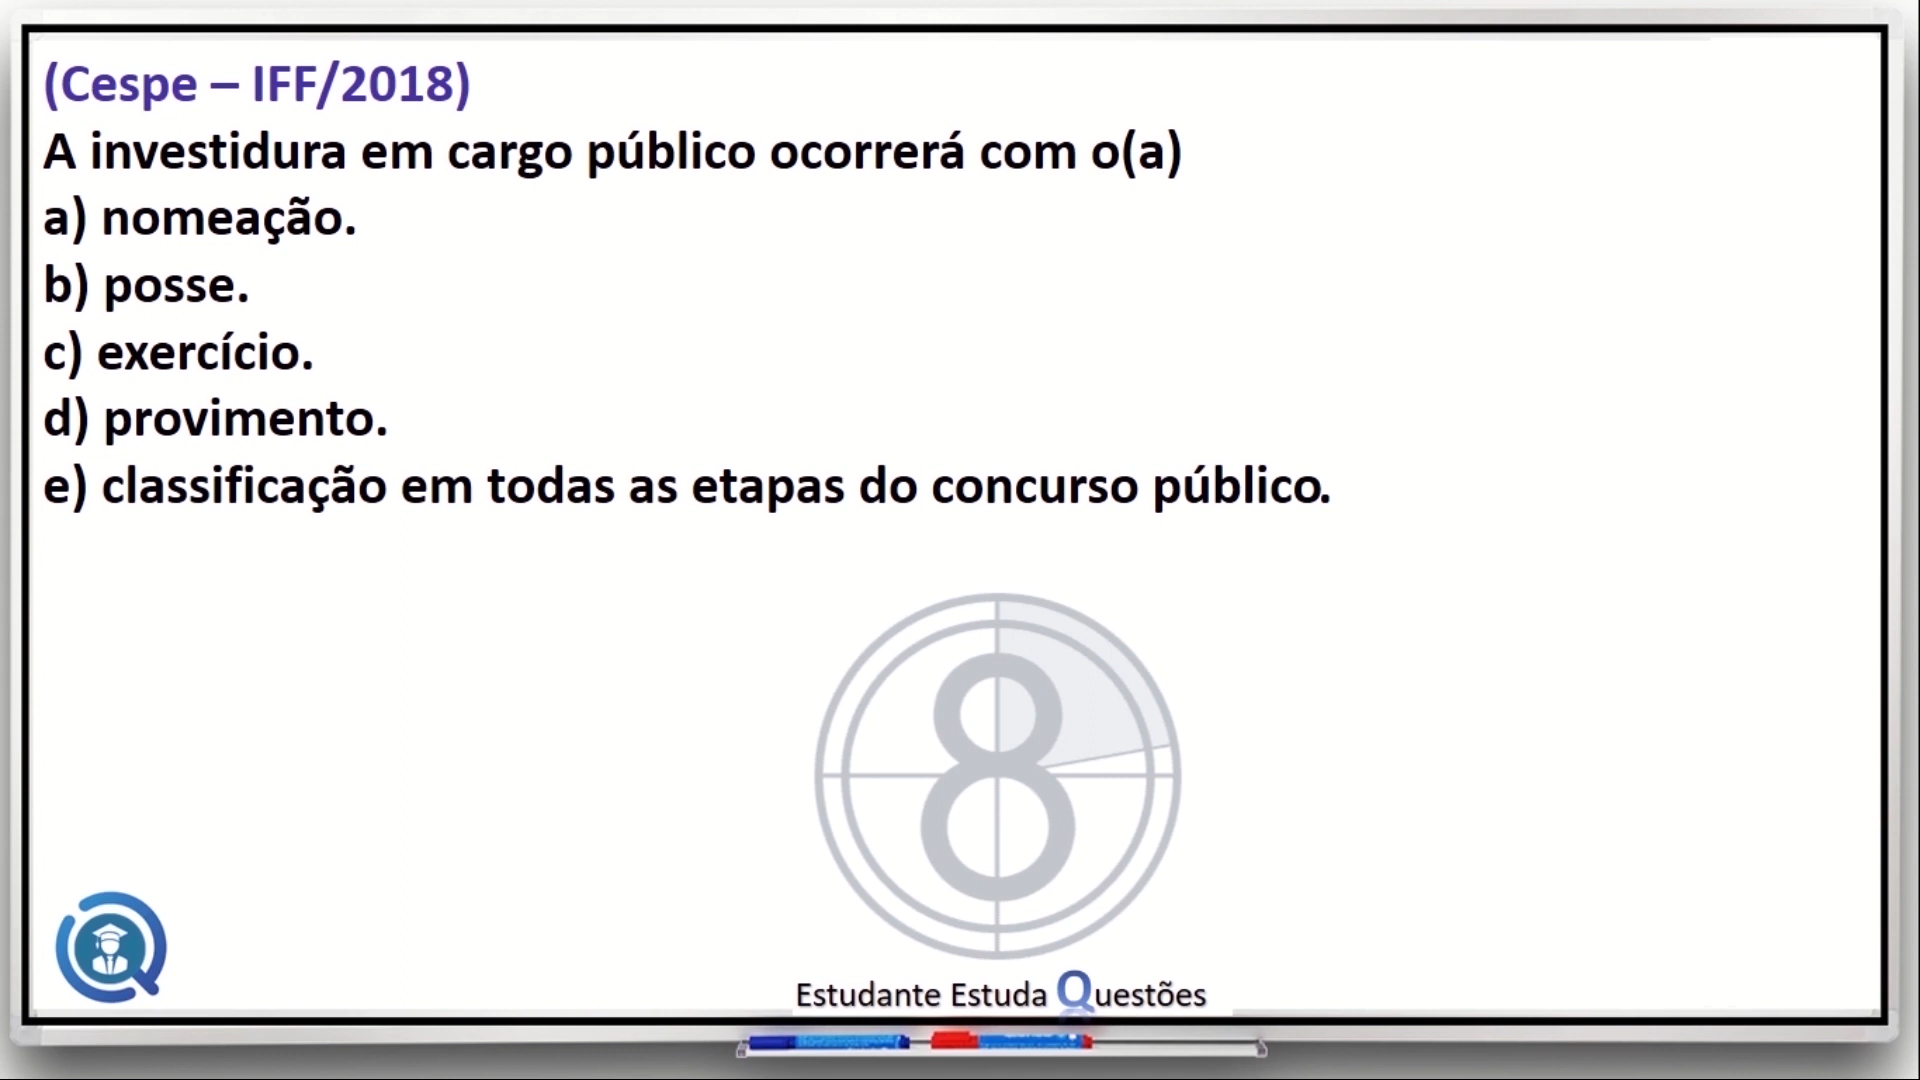 (Cespe – IFF/2018)
A investidura em cargo público ocorrerá com o(a)
a) nomeação.
b) posse.
c) exercício.
d) provimento.
e) classificação em todas as etapas do concurso público.
8
Estudante Estuda Questões